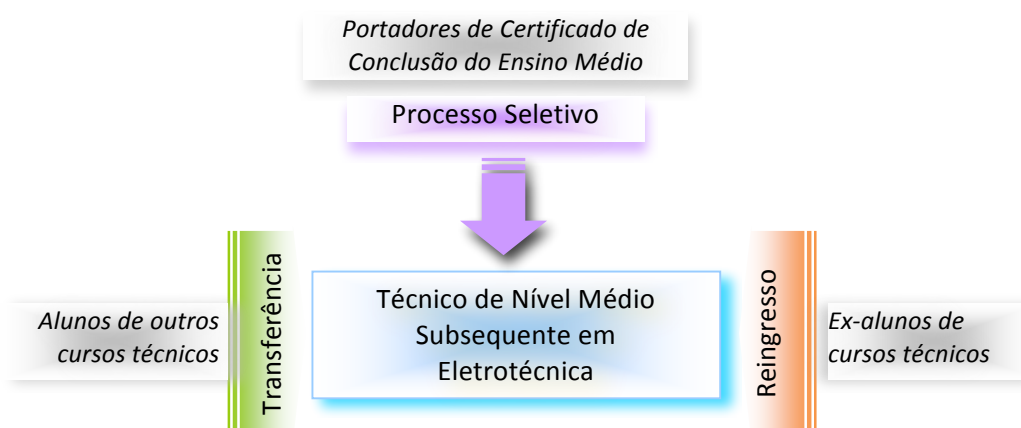 Portadores de Certificado de
Conclusão do Ensino Médio
Processo Seletivo
Transferência
Alunos de outros
cursos técnicos
Técnico de Nível Médio
Subsequente em
Eletrotécnica
Reingresso
Ex-alunos de
cursos técnicos